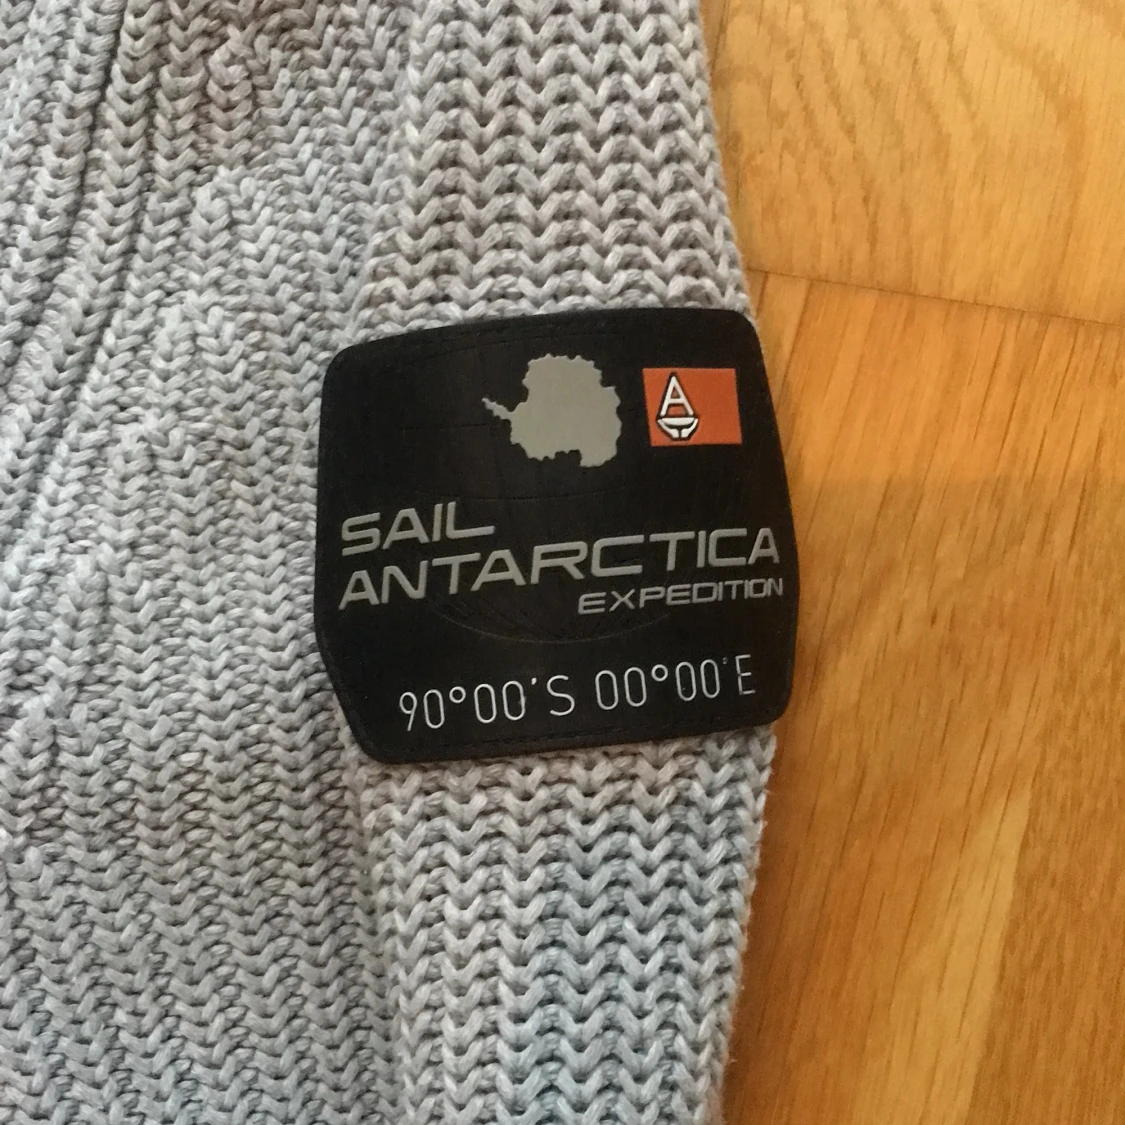 A
SAIL
ANTARCTICA
EXPEDITION
90°00'S 00°00'E